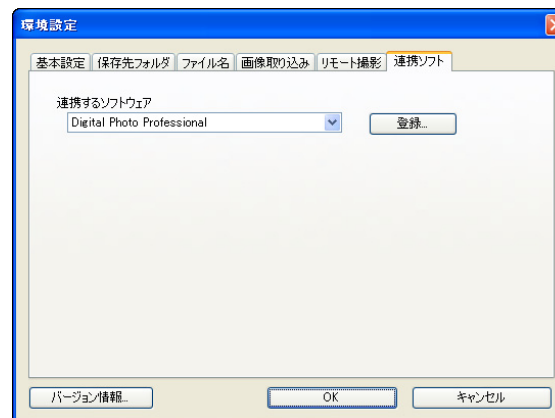 環境設定
基本設定 保存先フォルダ ファイル名 画像取り込み リモート撮影 連携ソフト
連携するソフトウェア
Digital Photo Professional 登録...
バージョン情報... OK キャンセル